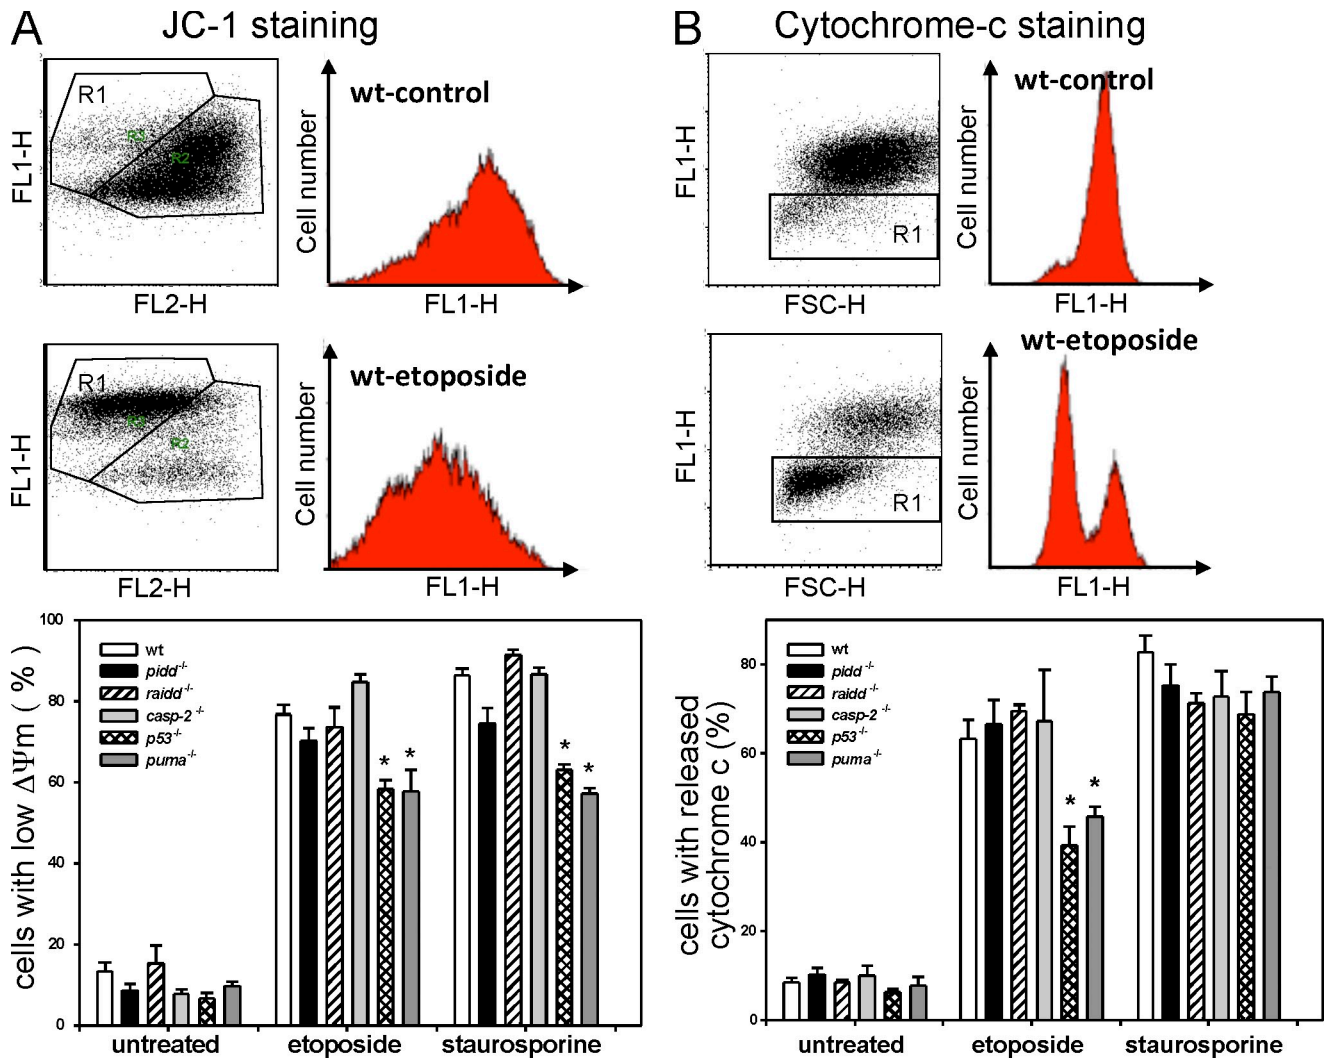 A
JC-1 staining
R1
R3
R2
FL1-H
FL2-H
wt-control
Cell number
FL1-H
R1
R3
R2
FL1-H
FL2-H
wt-etoposide
Cell number
FL1-H
B
Cytochrome-c staining
R1
FL1-H
FSC-H
wt-control
Cell number
FL1-H
R1
FL1-H
FSC-H
wt-etoposide
Cell number
FL1-H
cells with low ΔΨm ( % )
100
80
60
40
20
0
wt
pidd-/-
raidd-/-
casp-2 -/-
p53-/-
puma-/-
* *
* *
untreated etoposide staurosporine
cells with released
cytochrome c (%)
80
60
40
20
0
wt
pidd-/-
raidd-/-
casp-2 -/-
p53-/-
puma-/-
* *
untreated etoposide staurosporine